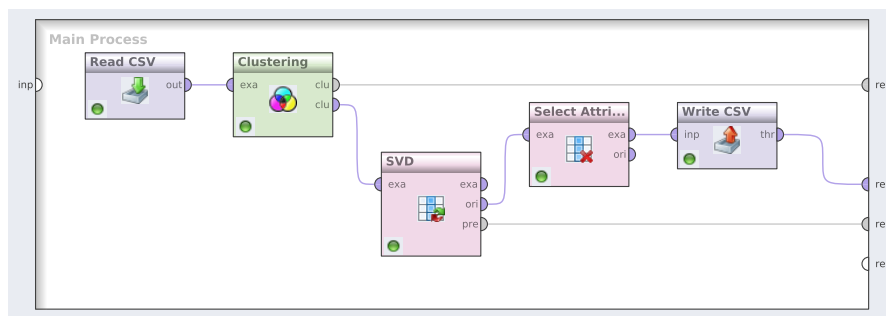 Main Process
Read CSV
Clustering
inp
out
exa
clu
re
clu
Select Attri...
Write CSV
exa
exa
inp
thr
ori
SVD
exa
exa
re
ori
pre
re
re